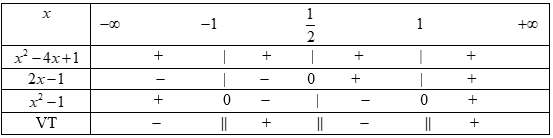 x −∞ −1 1/2 1 +∞
x² − 4x + 1 + | + | + | +
2x − 1 − | − 0 + | +
x² − 1 + 0 − | − 0 +
VT − || + || − || +